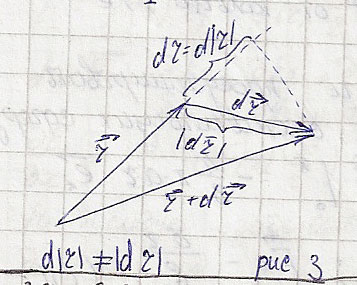 dr=d|r|
dr⃗
r⃗
|dr⃗|
r⃗+dr⃗
d|r|≠|dr|
рис 3